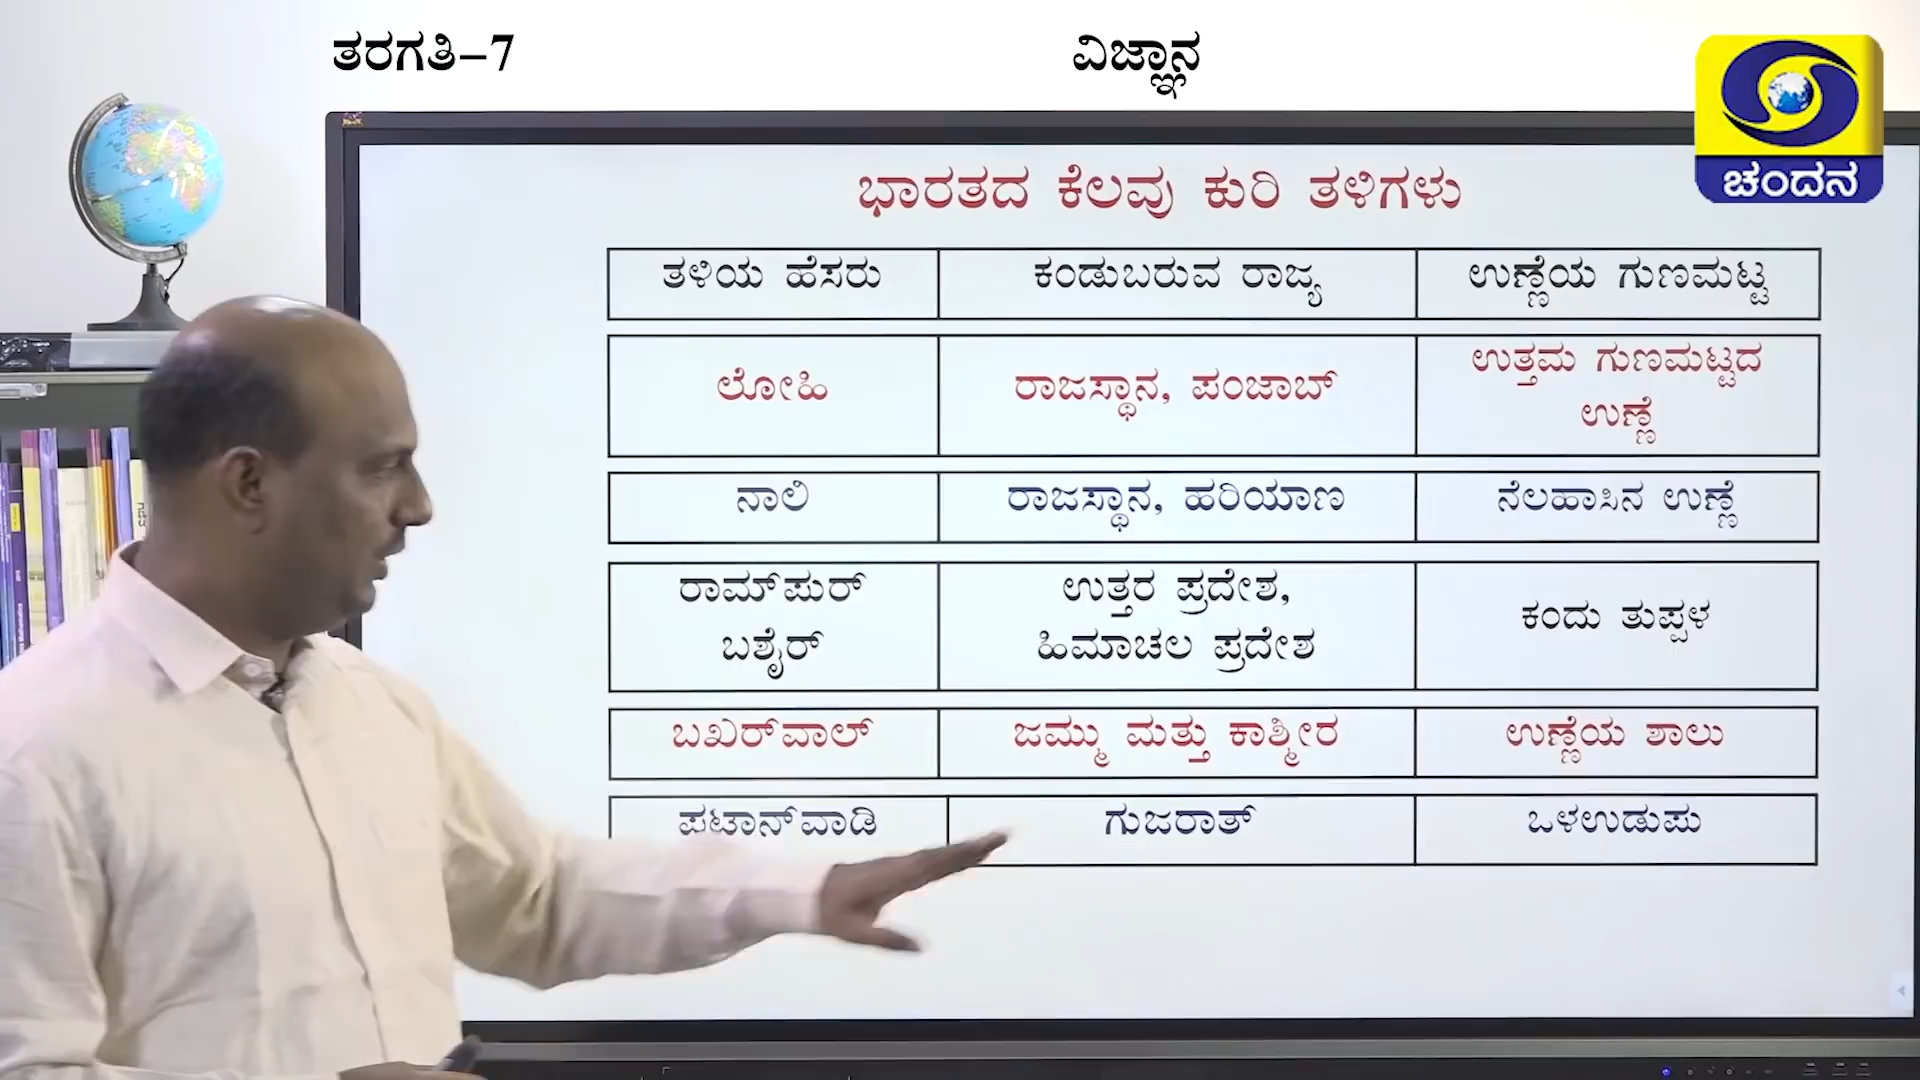 ತರಗತಿ–7
ವಿಜ್ಞಾನ
ಚಂದನ
ಭಾರತದ ಕೆಲವು ಕುರಿ ತಳಿಗಳು
ತಳಿಯ ಹೆಸರು
ಕಂಡುಬರುವ ರಾಜ್ಯ
ಉಣ್ಣೆಯ ಗುಣಮಟ್ಟ
ಲೋಹಿ
ರಾಜಸ್ಥಾನ, ಪಂಜಾಬ್
ಉತ್ತಮ ಗುಣಮಟ್ಟದ
ಉಣ್ಣೆ
ನಾಲಿ
ರಾಜಸ್ಥಾನ, ಹರಿಯಾಣ
ನೆಲಹಾಸಿನ ಉಣ್ಣೆ
ರಾಮ್‌ಪುರ್
ಬಶೈರ್
ಉತ್ತರ ಪ್ರದೇಶ,
ಹಿಮಾಚಲ ಪ್ರದೇಶ
ಕಂದು ತುಪ್ಪಳ
ಬಖರ್‌ವಾಲ್
ಜಮ್ಮು ಮತ್ತು ಕಾಶ್ಮೀರ
ಉಣ್ಣೆಯ ಶಾಲು
ಪಟಾನ್‌ವಾಡಿ
ಗುಜರಾತ್
ಒಳಉಡುಪು